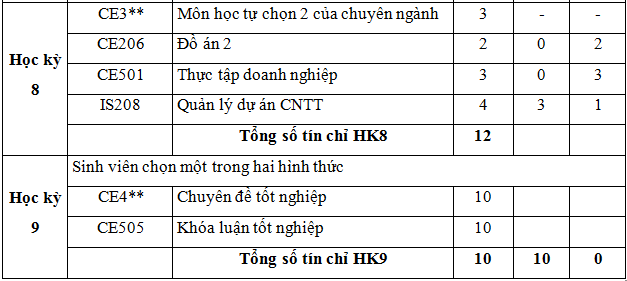 CE3** Môn học tự chọn 2 của chuyên ngành 3 - -
CE206 Đồ án 2 2 0 2
Học kỳ
8
CE501 Thực tập doanh nghiệp 3 0 3
IS208 Quản lý dự án CNTT 4 3 1
Tổng số tín chỉ HK8 12
Sinh viên chọn một trong hai hình thức
Học kỳ
9
CE4** Chuyên đề tốt nghiệp 10
CE505 Khóa luận tốt nghiệp 10
Tổng số tín chỉ HK9 10 10 0